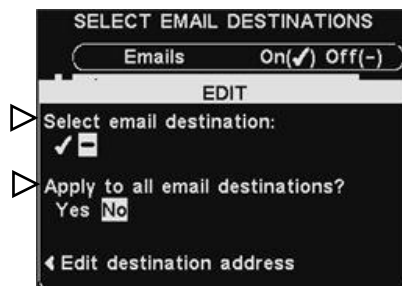 SELECT EMAIL DESTINATIONS
Emails On(✓) Off(-)
EDIT
Select email destination:
✓ -
Apply to all email destinations?
Yes No
Edit destination address